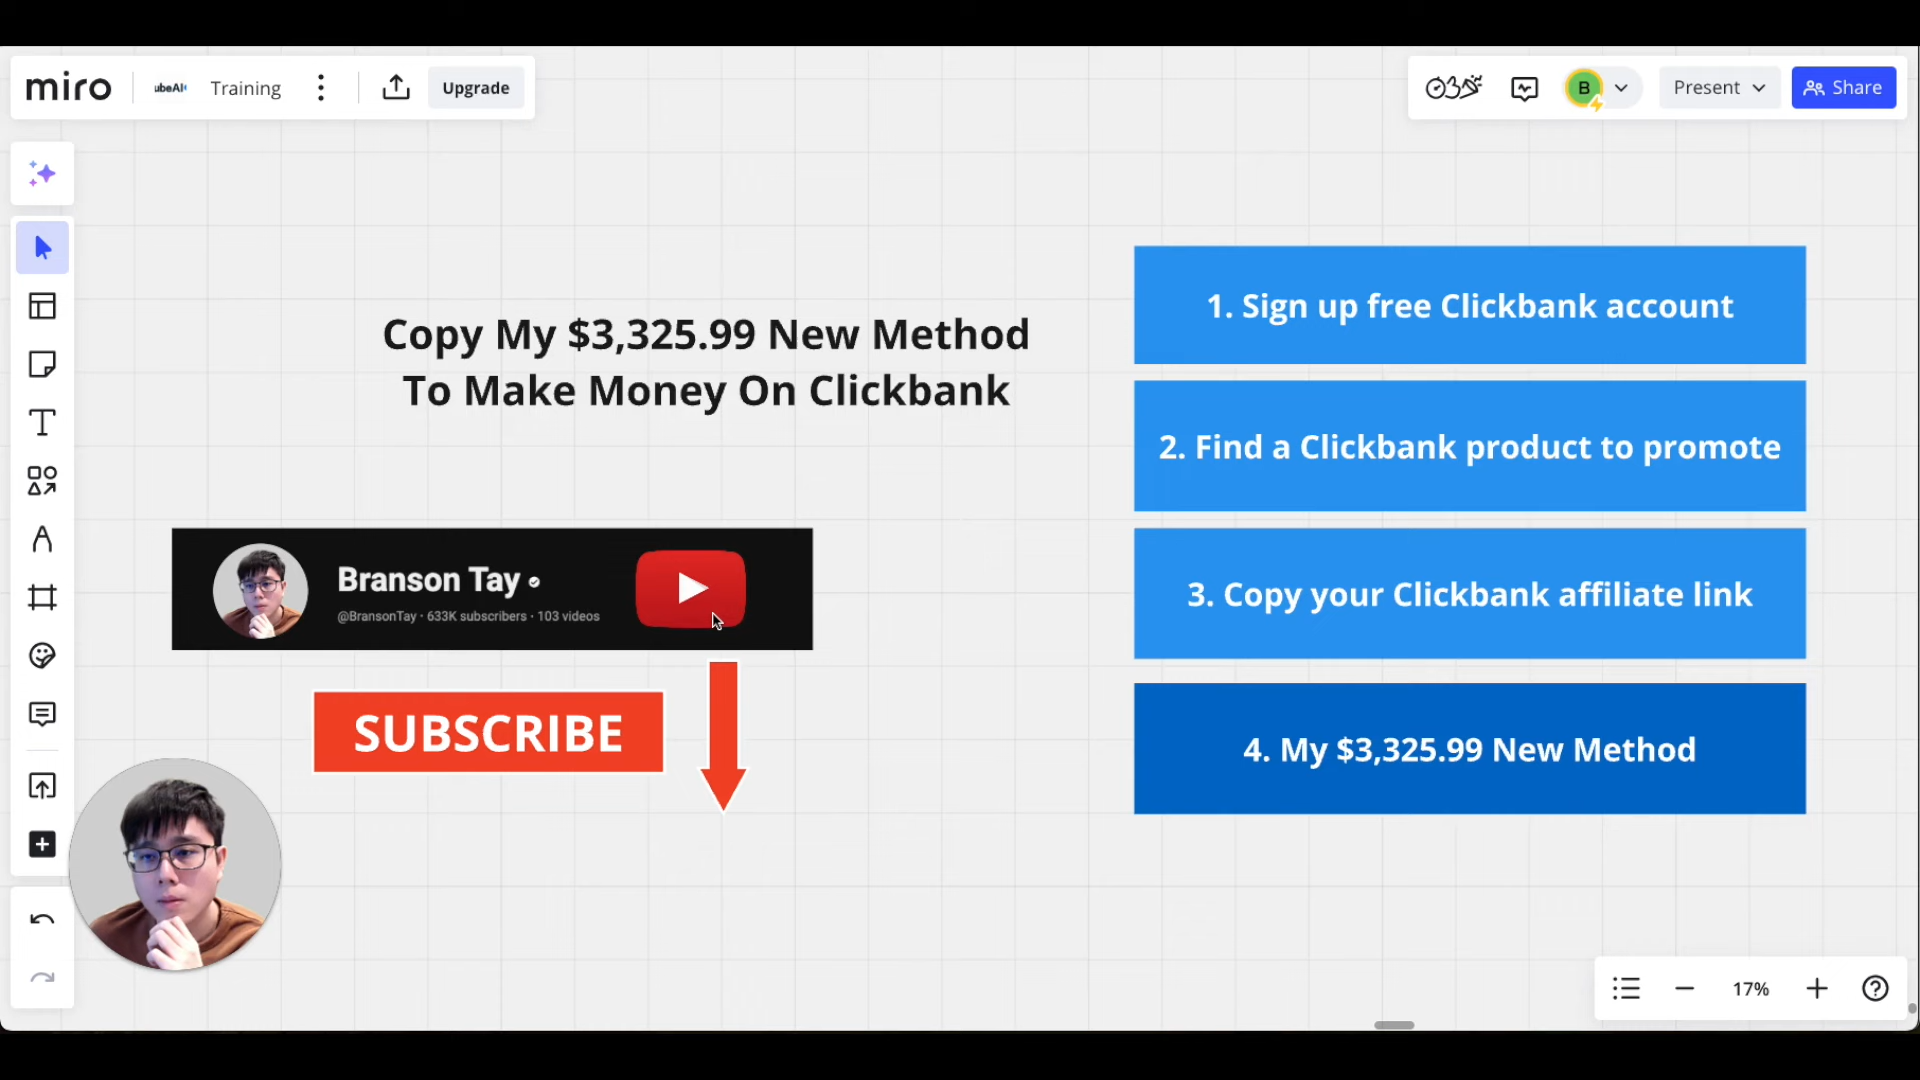 miro
ubeAI
Training
Upgrade
B
Present
Share
Copy My $3,325.99 New Method
To Make Money On Clickbank
1. Sign up free Clickbank account
2. Find a Clickbank product to promote
3. Copy your Clickbank affiliate link
4. My $3,325.99 New Method
Branson Tay
@BransonTay · 633K subscribers · 103 videos
SUBSCRIBE
17%